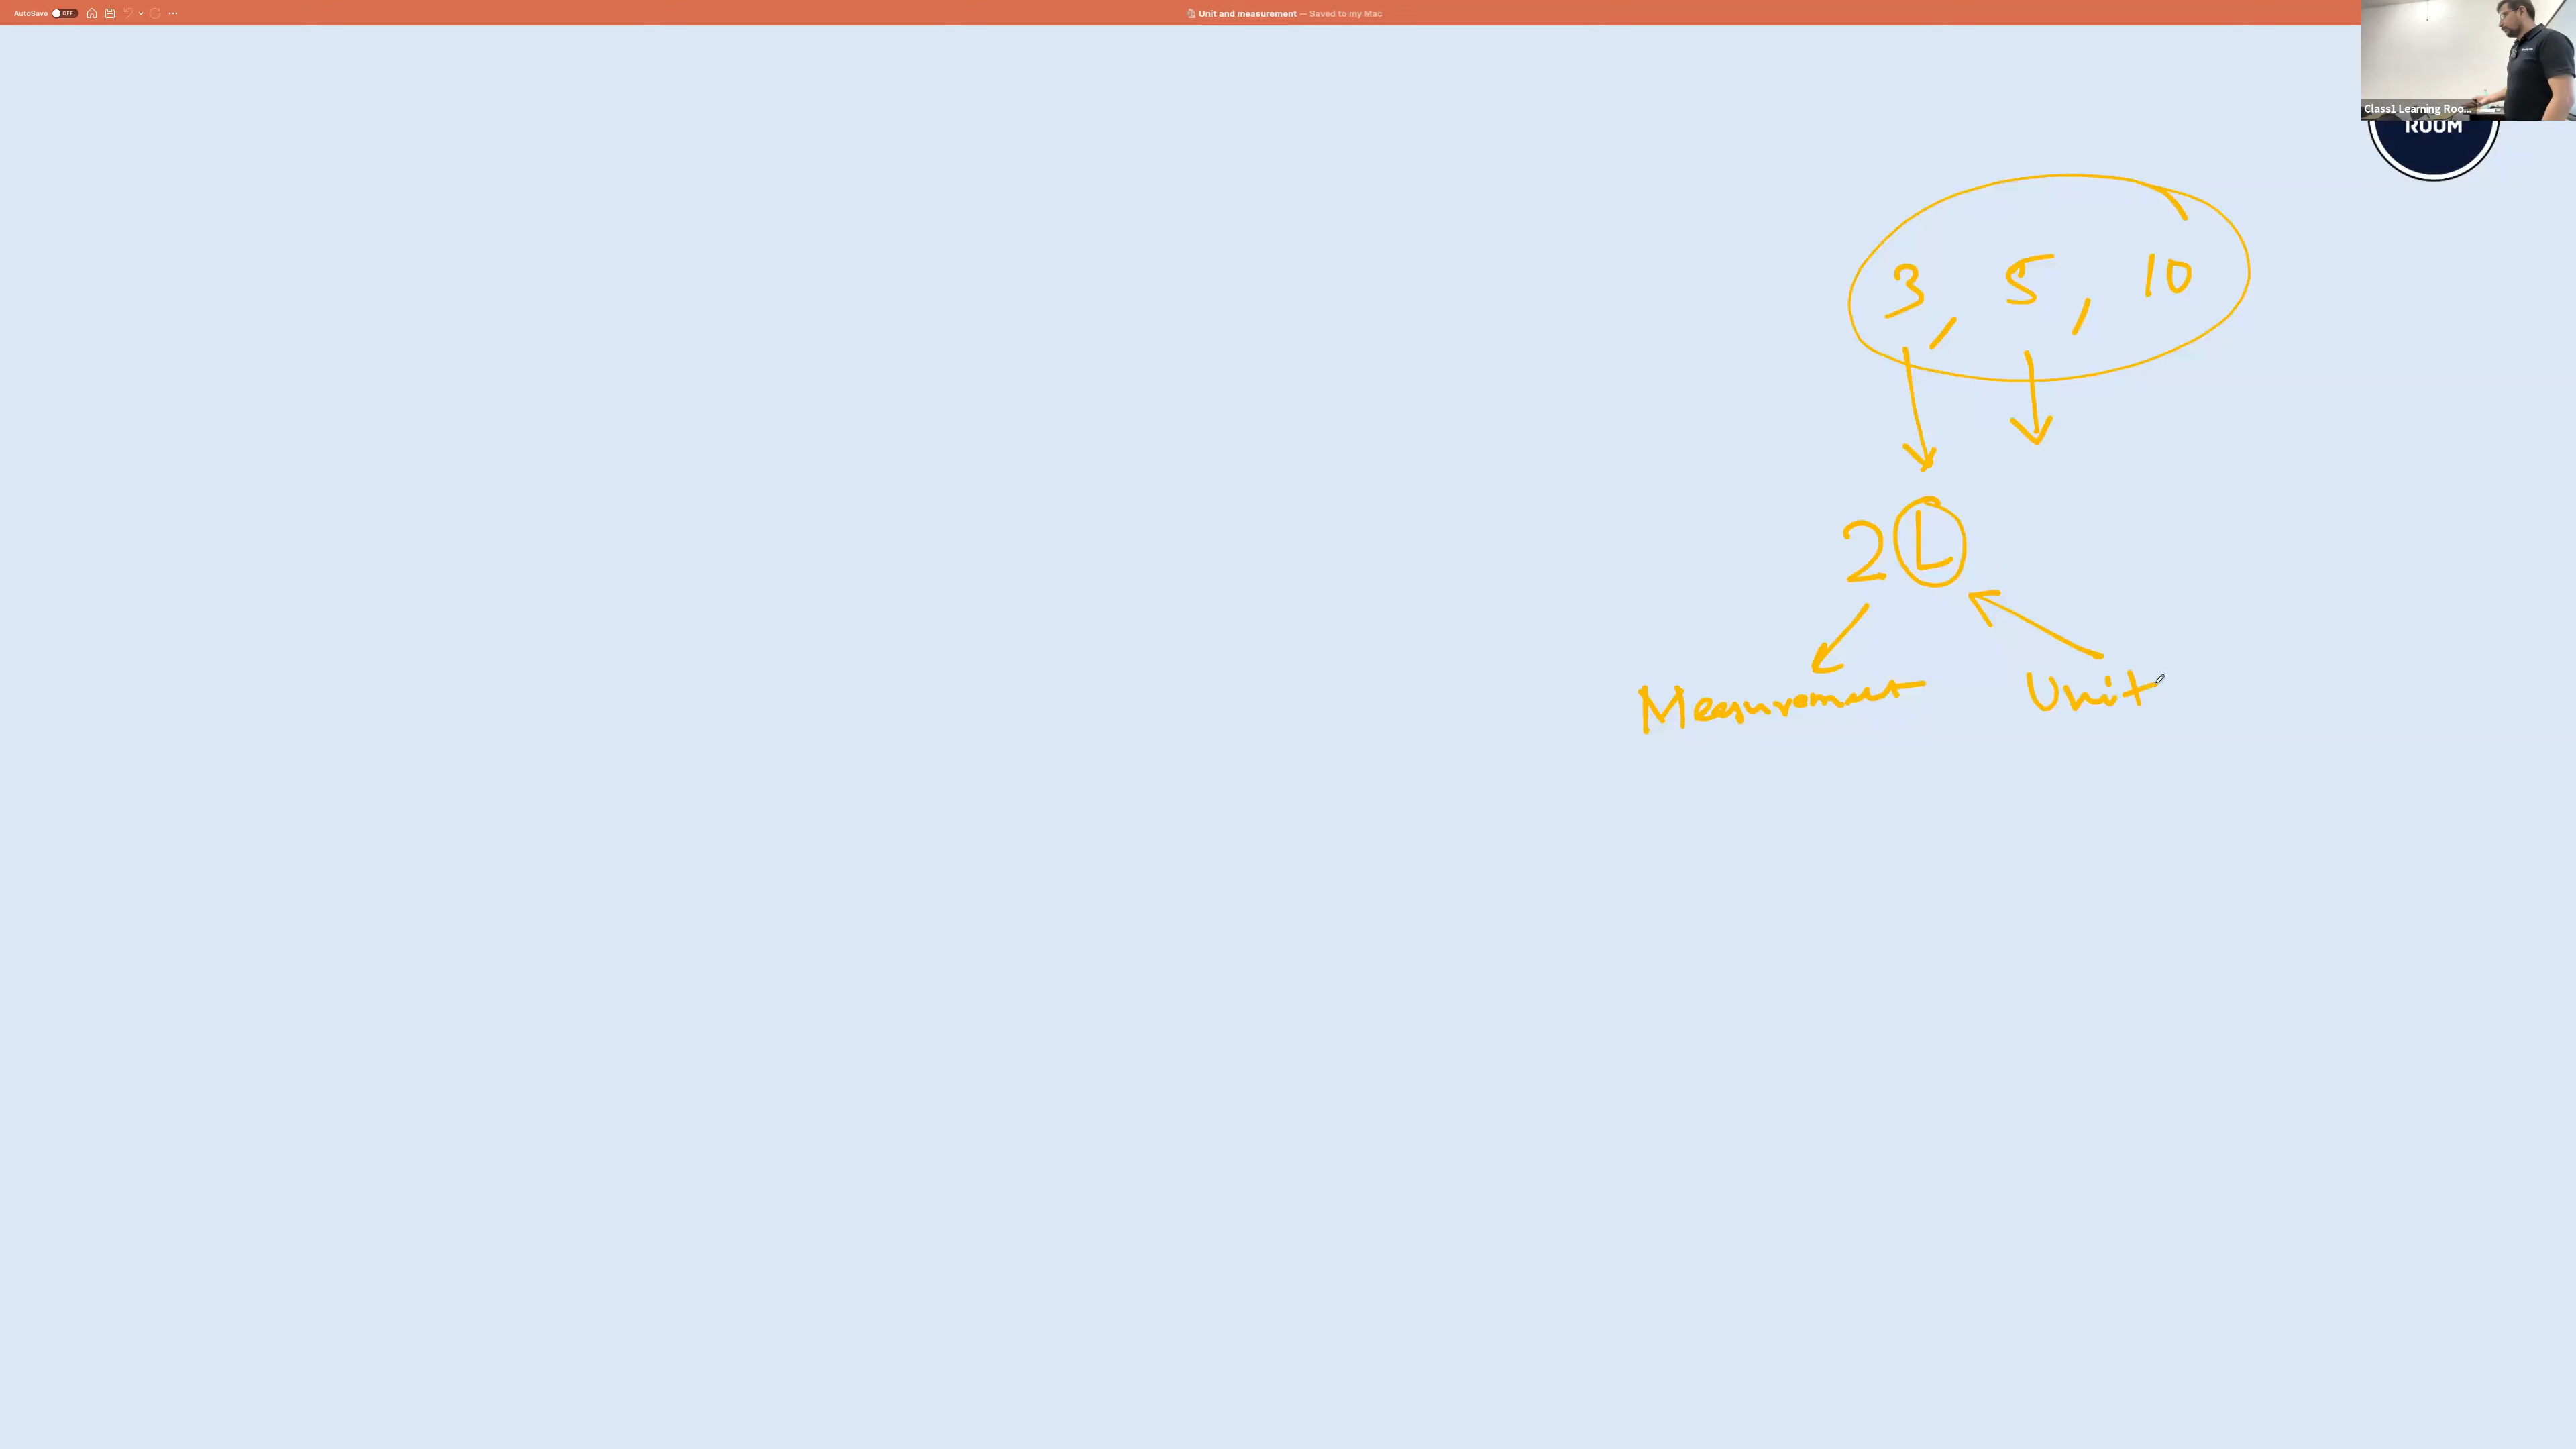 AutoSave OFF
Unit and measurement — Saved to my Mac
Class1 Learning Roo...
ROOM
3, 5, 10
2 L
Measurement Unit